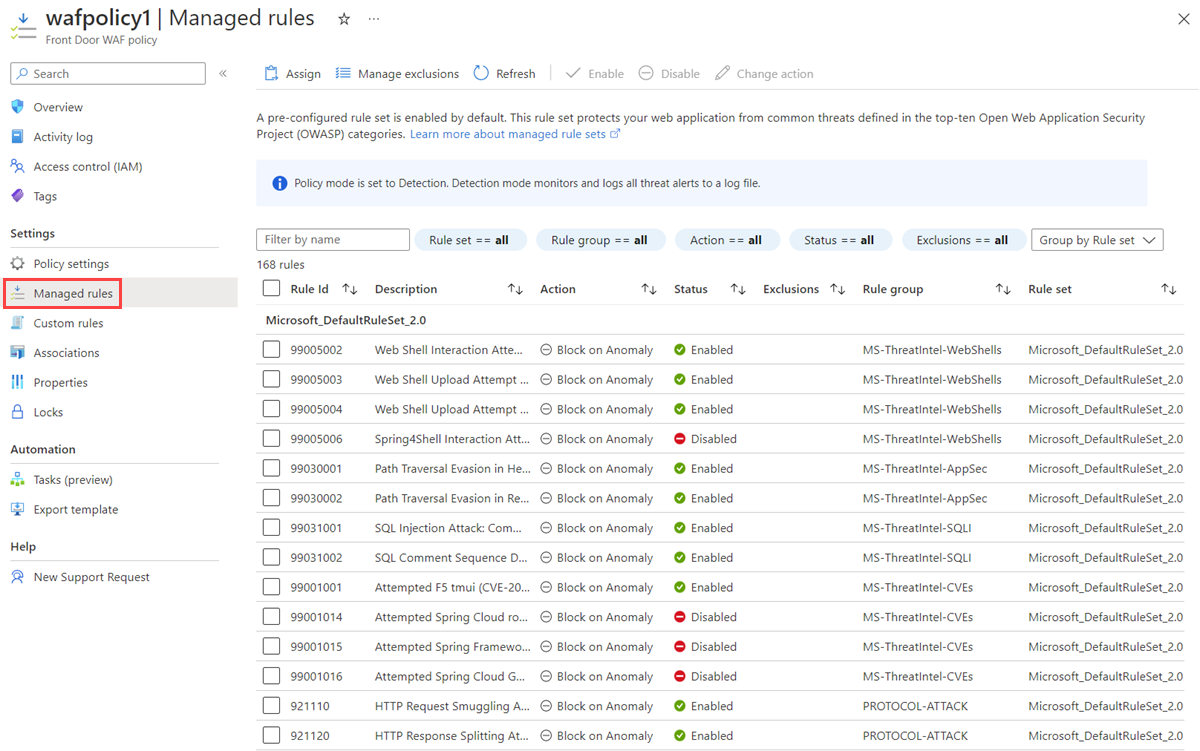 wafpolicy1 | Managed rules ☆ ...
Front Door WAF policy
Search «
Overview
Activity log
Access control (IAM)
Tags
Settings
Policy settings
Managed rules
Custom rules
Associations
Properties
Locks
Automation
Tasks (preview)
Export template
Help
New Support Request
Assign Manage exclusions Refresh Enable Disable Change action
A pre-configured rule set is enabled by default. This rule set protects your web application from common threats defined in the top-ten Open Web Application Security
Project (OWASP) categories. Learn more about managed rule sets
Policy mode is set to Detection. Detection mode monitors and logs all threat alerts to a log file.
Filter by name Rule set == all Rule group == all Action == all Status == all Exclusions == all Group by Rule set
168 rules
Rule Id Description Action Status Exclusions Rule group Rule set
Microsoft_DefaultRuleSet_2.0
99005002 Web Shell Interaction Atte... Block on Anomaly Enabled MS-ThreatIntel-WebShells Microsoft_DefaultRuleSet_2.0
99005003 Web Shell Upload Attempt ... Block on Anomaly Enabled MS-ThreatIntel-WebShells Microsoft_DefaultRuleSet_2.0
99005004 Web Shell Upload Attempt ... Block on Anomaly Enabled MS-ThreatIntel-WebShells Microsoft_DefaultRuleSet_2.0
99005006 Spring4Shell Interaction Att... Block on Anomaly Disabled MS-ThreatIntel-WebShells Microsoft_DefaultRuleSet_2.0
99030001 Path Traversal Evasion in He... Block on Anomaly Enabled MS-ThreatIntel-AppSec Microsoft_DefaultRuleSet_2.0
99030002 Path Traversal Evasion in Re... Block on Anomaly Enabled MS-ThreatIntel-AppSec Microsoft_DefaultRuleSet_2.0
99031001 SQL Injection Attack: Com... Block on Anomaly Enabled MS-ThreatIntel-SQLI Microsoft_DefaultRuleSet_2.0
99031002 SQL Comment Sequence D... Block on Anomaly Enabled MS-ThreatIntel-SQLI Microsoft_DefaultRuleSet_2.0
99001001 Attempted F5 tmui (CVE-20... Block on Anomaly Enabled MS-ThreatIntel-CVEs Microsoft_DefaultRuleSet_2.0
99001014 Attempted Spring Cloud ro... Block on Anomaly Disabled MS-ThreatIntel-CVEs Microsoft_DefaultRuleSet_2.0
99001015 Attempted Spring Framewo... Block on Anomaly Disabled MS-ThreatIntel-CVEs Microsoft_DefaultRuleSet_2.0
99001016 Attempted Spring Cloud G... Block on Anomaly Disabled MS-ThreatIntel-CVEs Microsoft_DefaultRuleSet_2.0
921110 HTTP Request Smuggling A... Block on Anomaly Enabled PROTOCOL-ATTACK Microsoft_DefaultRuleSet_2.0
921120 HTTP Response Splitting At... Block on Anomaly Enabled PROTOCOL-ATTACK Microsoft_DefaultRuleSet_2.0